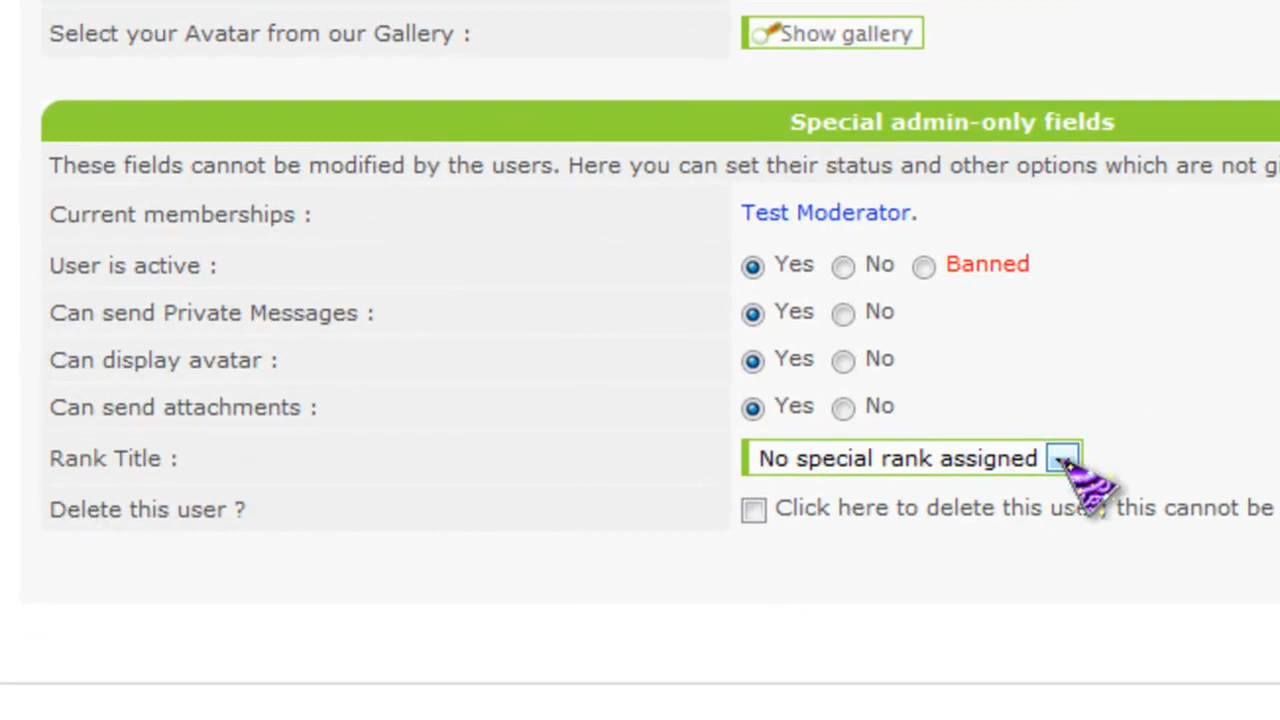 Select your Avatar from our Gallery :
Show gallery
Special admin-only fields
These fields cannot be modified by the users. Here you can set their status and other options which are not
Current memberships :
Test Moderator.
User is active :
Yes No Banned
Can send Private Messages :
Yes No
Can display avatar :
Yes No
Can send attachments :
Yes No
Rank Title :
No special rank assigned
Delete this user ?
Click here to delete this this cannot be